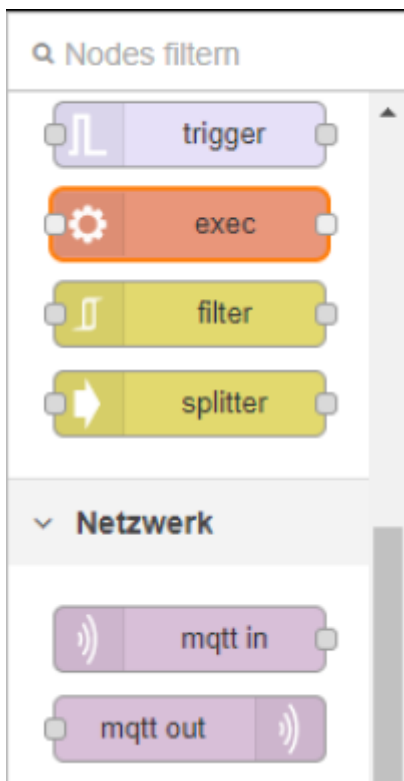 Nodes filtern
trigger
exec
filter
splitter
Netzwerk
mqtt in
mqtt out